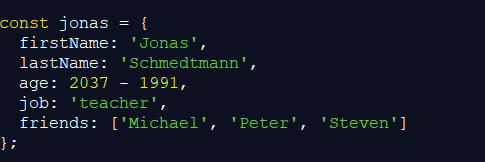 const jonas = {
  firstName: 'Jonas',
  lastName: 'Schmedtmann',
  age: 2037 - 1991,
  job: 'teacher',
  friends: ['Michael', 'Peter', 'Steven']
};